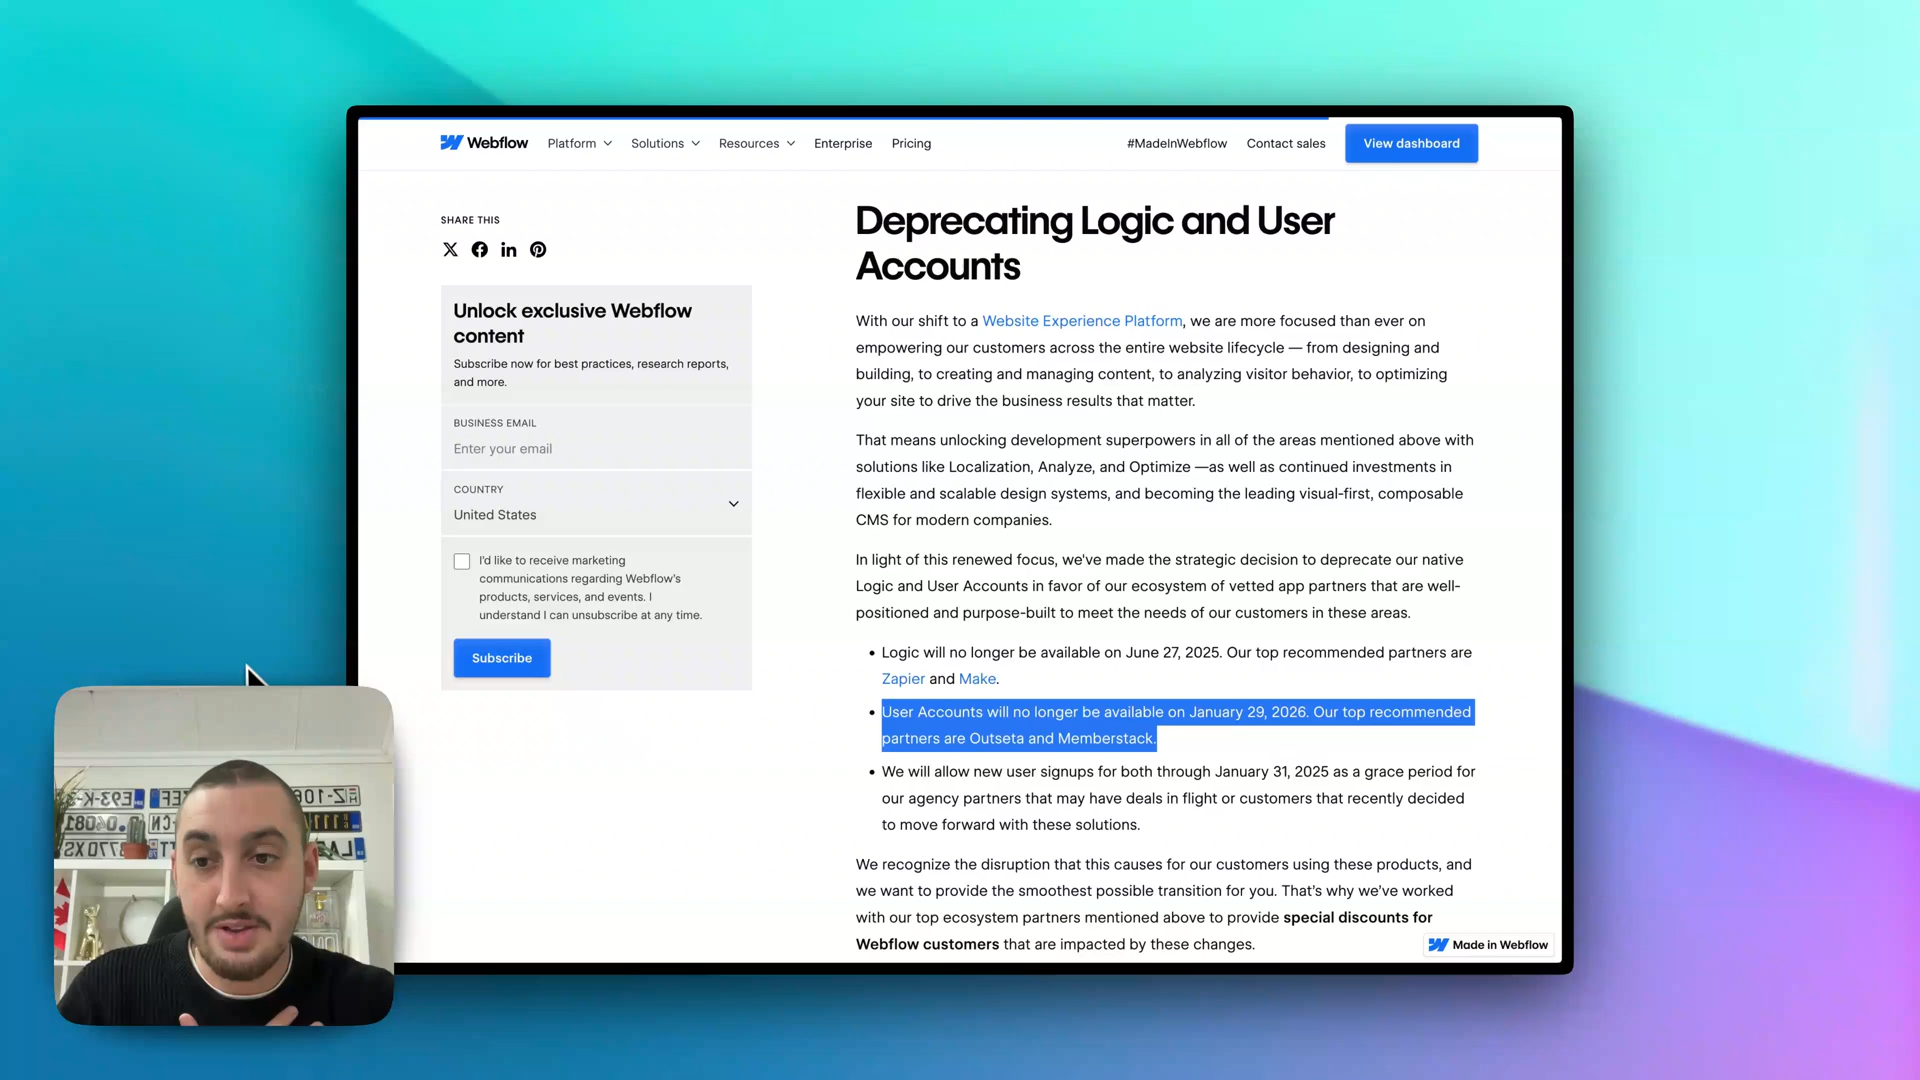 Webflow
Platform
Solutions
Resources
Enterprise
Pricing
#MadeInWebflow
Contact sales
View dashboard
SHARE THIS
Unlock exclusive Webflow
content
Subscribe now for best practices, research reports,
and more.
BUSINESS EMAIL
Enter your email
COUNTRY
United States
I'd like to receive marketing
communications regarding Webflow's
products, services, and events. I
understand I can unsubscribe at any time.
Subscribe
Deprecating Logic and User
Accounts
With our shift to a Website Experience Platform, we are more focused than ever on
empowering our customers across the entire website lifecycle — from designing and
building, to creating and managing content, to analyzing visitor behavior, to optimizing
your site to drive the business results that matter.
That means unlocking development superpowers in all of the areas mentioned above with
solutions like Localization, Analyze, and Optimize —as well as continued investments in
flexible and scalable design systems, and becoming the leading visual-first, composable
CMS for modern companies.
In light of this renewed focus, we've made the strategic decision to deprecate our native
Logic and User Accounts in favor of our ecosystem of vetted app partners that are well-
positioned and purpose-built to meet the needs of our customers in these areas.
• Logic will no longer be available on June 27, 2025. Our top recommended partners are
Zapier and Make.
• User Accounts will no longer be available on January 29, 2026. Our top recommended
partners are Outseta and Memberstack.
• We will allow new user signups for both through January 31, 2025 as a grace period for
our agency partners that may have deals in flight or customers that recently decided
to move forward with these solutions.
We recognize the disruption that this causes for our customers using these products, and
we want to provide the smoothest possible transition for you. That's why we've worked
with our top ecosystem partners mentioned above to provide special discounts for
Webflow customers that are impacted by these changes.
Made in Webflow